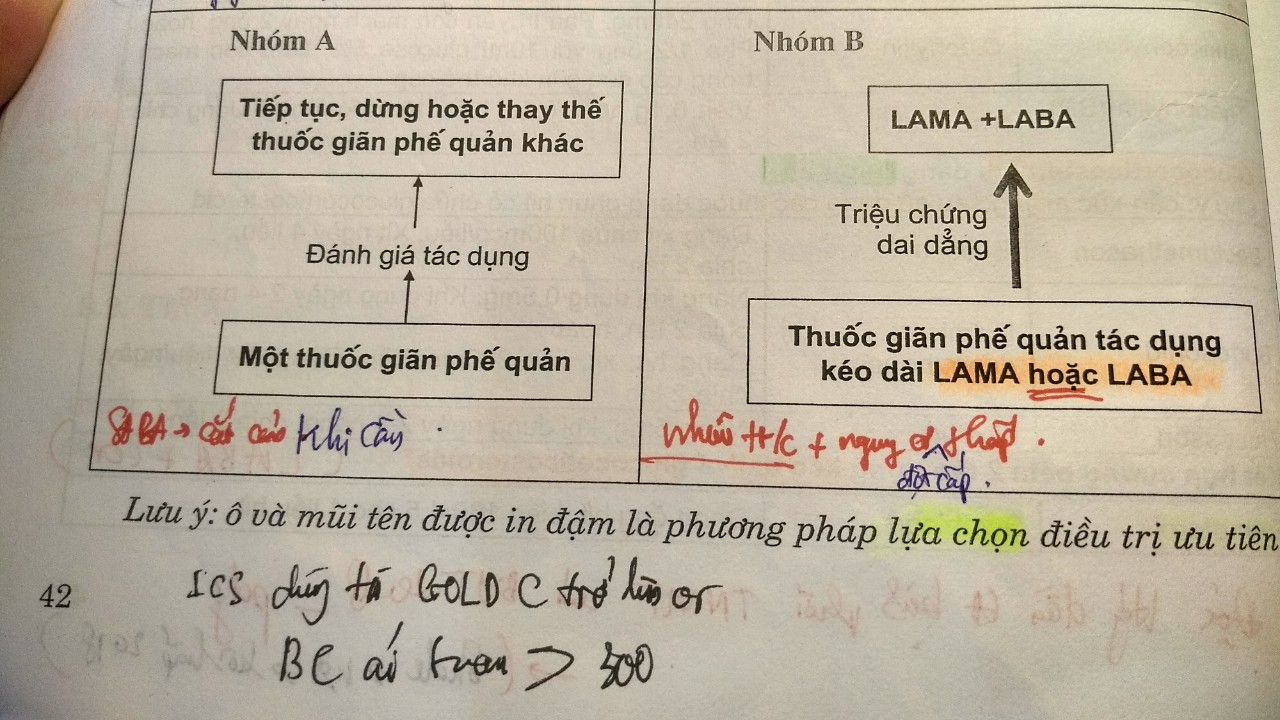 Nhóm A
Tiếp tục, dừng hoặc thay thế
thuốc giãn phế quản khác
Đánh giá tác dụng
Một thuốc giãn phế quản
SABA → cắt cơn Khi cần.
Nhóm B
LAMA +LABA
Triệu chứng
dai dẳng
Thuốc giãn phế quản tác dụng
kéo dài LAMA hoặc LABA
nhiều t/c + nguy cơ thấp.
đợt cấp.
Lưu ý: ô và mũi tên được in đậm là phương pháp lựa chọn điều trị ưu tiên
42
ICS dùng từ GOLD C trở lên or
BC ái toan > 300